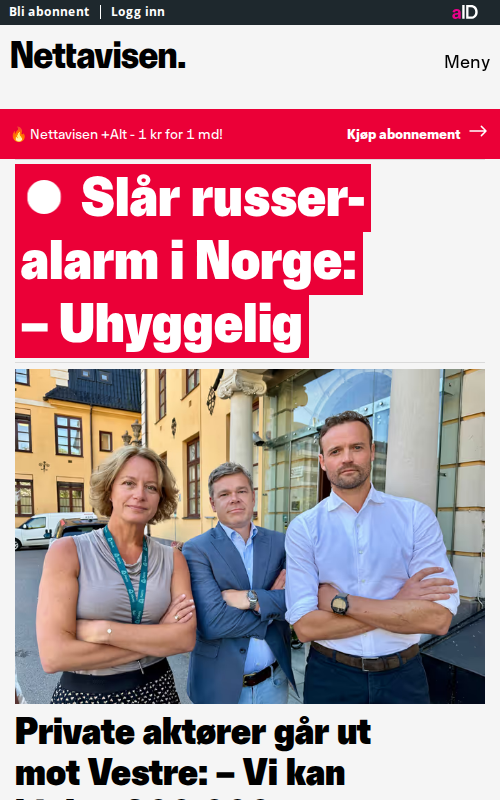 Bli abonnent | Logg inn
aID
Nettavisen.
Meny
🔥 Nettavisen +Alt - 1 kr for 1 md!
Kjøp abonnement →
Slår russer-
alarm i Norge:
– Uhyggelig
Private aktører går ut
mot Vestre: – Vi kan